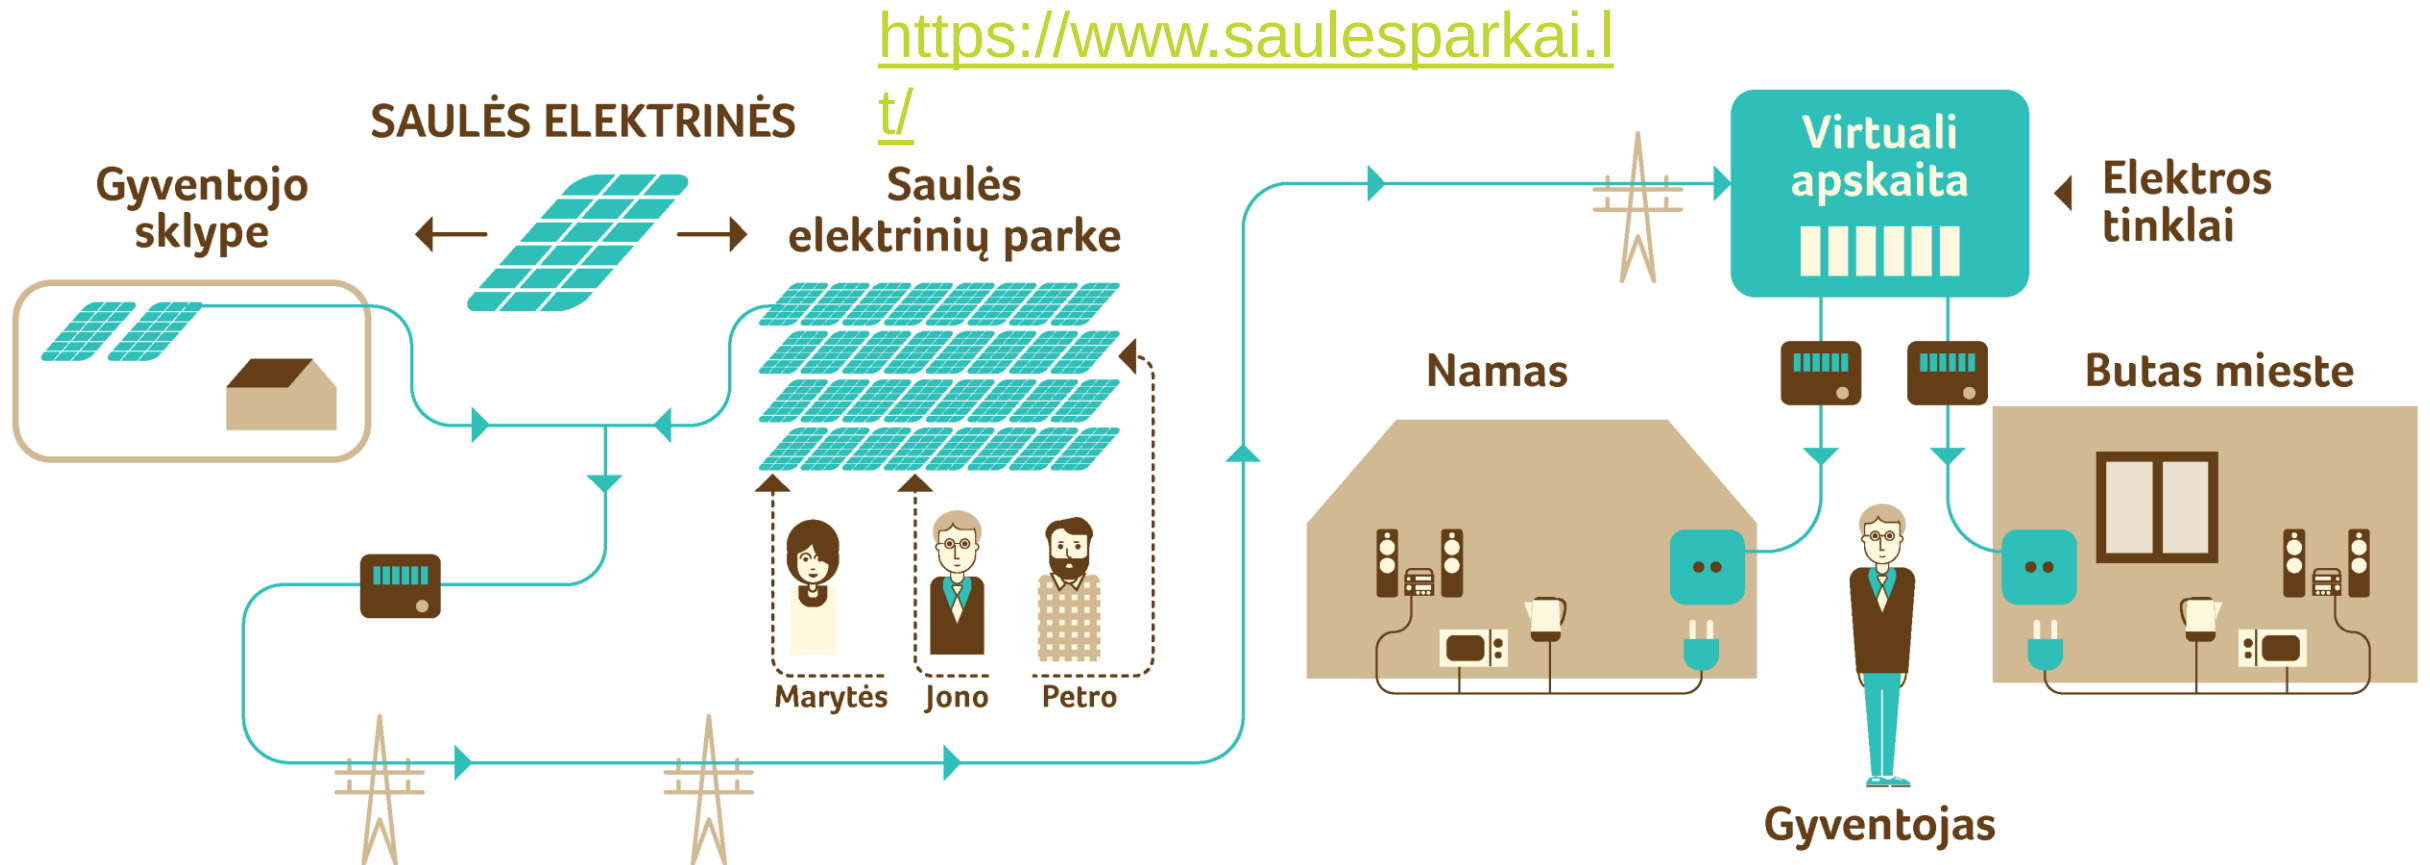 https://www.saulesparkai.l
t/
SAULĖS ELEKTRINĖS
Gyventojo
sklype
Saulės
elektrinių parke
Virtuali
apskaita
Elektros
tinklai
Namas
Butas mieste
Marytės
Jono
Petro
Gyventojas